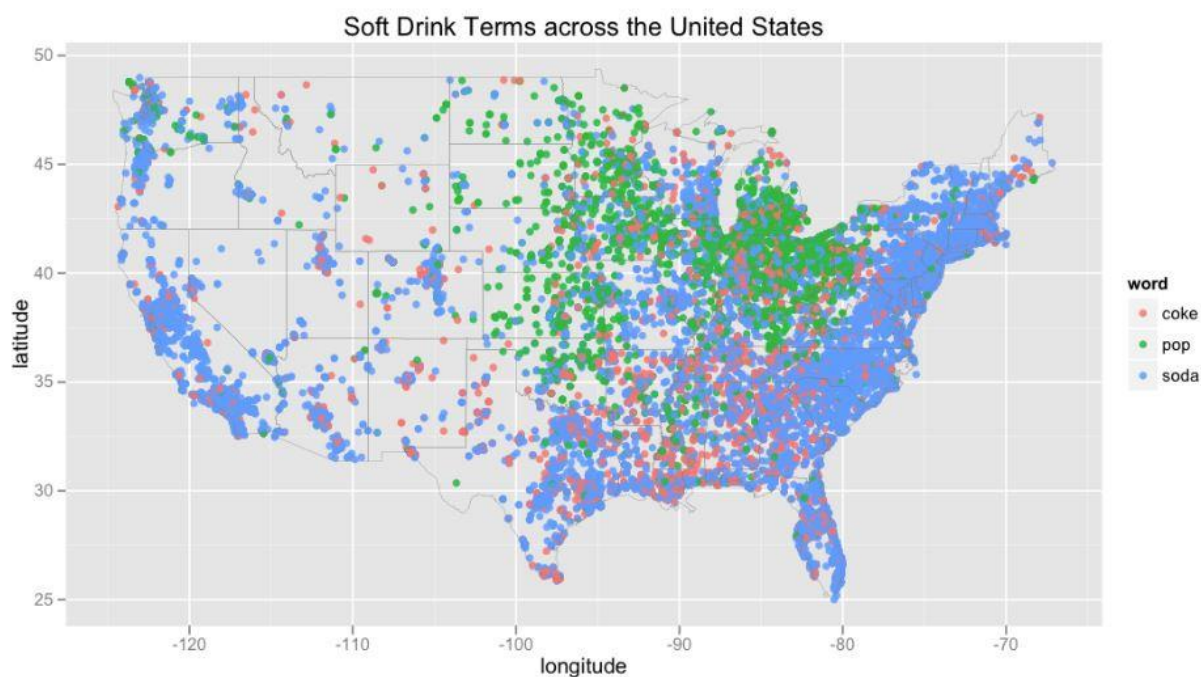 Soft Drink Terms across the United States
50
45
40
35
30
25
latitude
-120
-110
-100
-90
-80
-70
longitude
word
coke
pop
soda